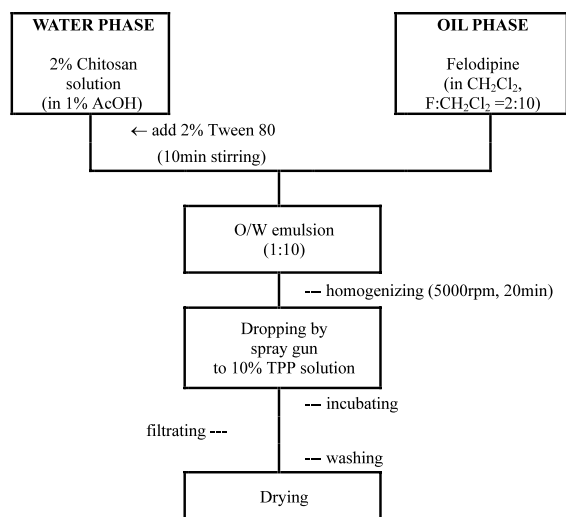 WATER PHASE
2% Chitosan
solution
(in 1% AcOH)
OIL PHASE
Felodipine
(in CH₂Cl₂,
F:CH₂Cl₂ =2:10)
← add 2% Tween 80
(10min stirring)
O/W emulsion
(1:10)
--- homogenizing (5000rpm, 20min)
Dropping by
spray gun
to 10% TPP solution
--- incubating
filtrating ---
--- washing
Drying